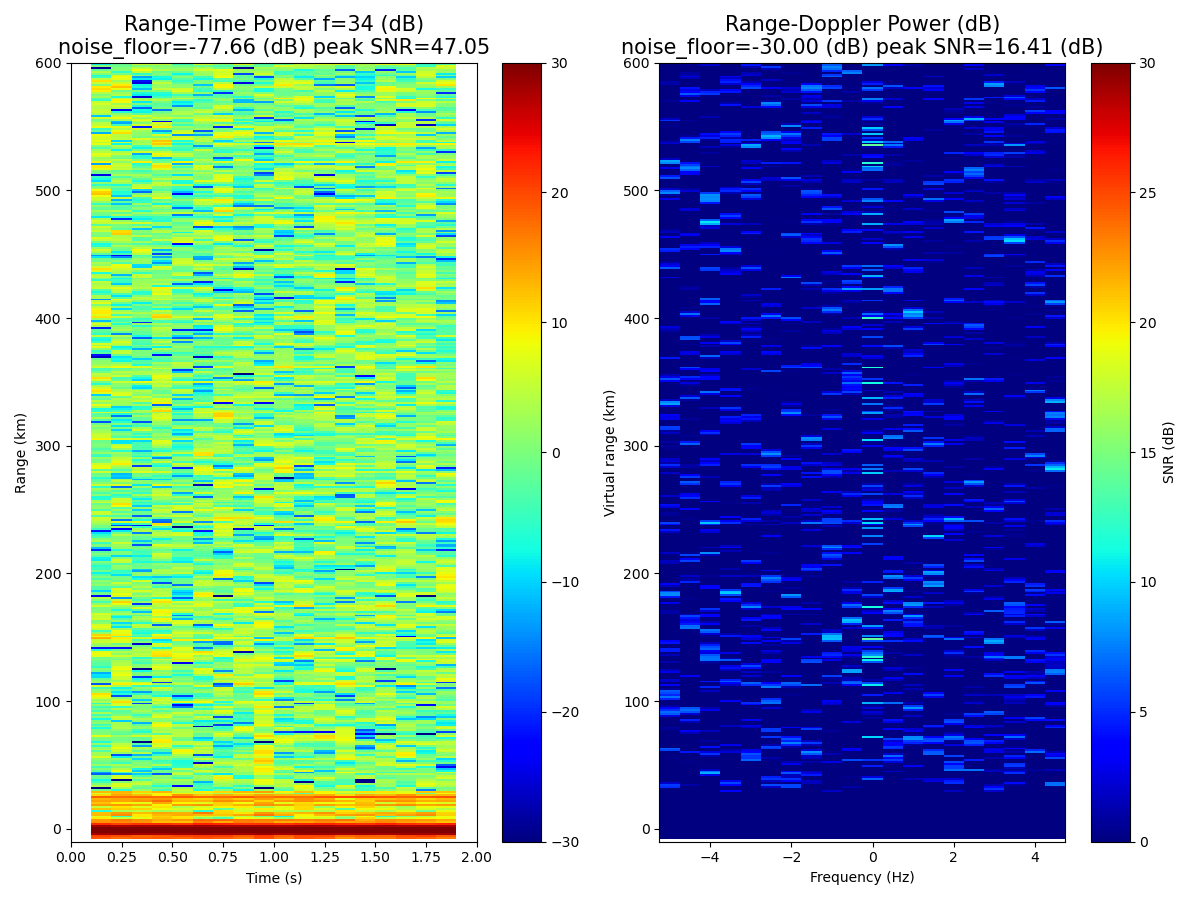 Range-Time Power f=34 (dB)
noise_floor=-77.66 (dB) peak SNR=47.05
600
500
400
300
200
100
0
Range (km)
0.00 0.25 0.50 0.75 1.00 1.25 1.50 1.75 2.00
Time (s)
30
20
10
0
−10
−20
−30
Range-Doppler Power (dB)
noise_floor=-30.00 (dB) peak SNR=16.41 (dB)
600
500
400
300
200
100
0
Virtual range (km)
−4 −2 0 2 4
Frequency (Hz)
30
25
20
15
10
5
0
SNR (dB)